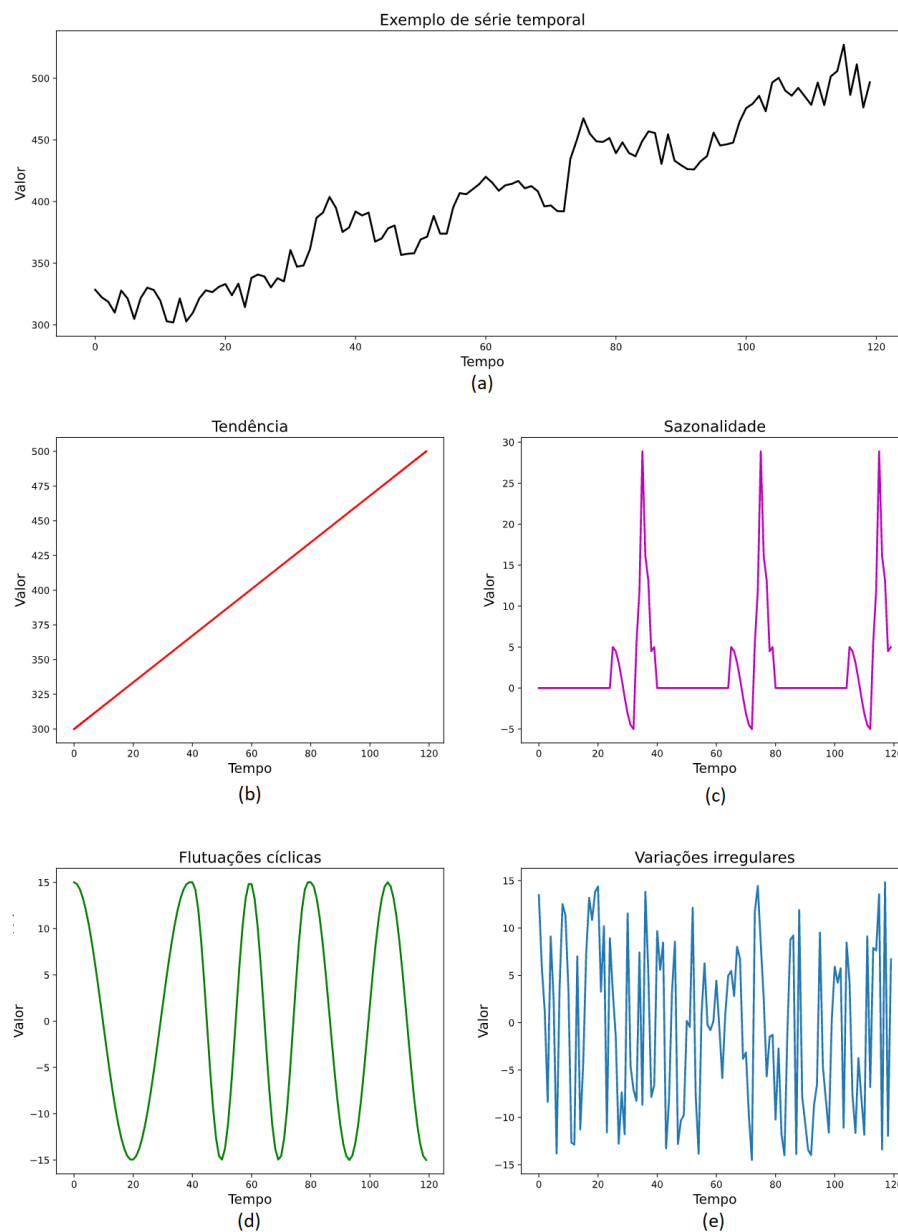 Exemplo de série temporal
Valor
500
450
400
350
300
0 20 40 60 80 100 120
Tempo
(a)
Tendência
Valor
500
475
450
425
400
375
350
325
300
0 20 40 60 80 100 120
Tempo
(b)
Sazonalidade
Valor
30
25
20
15
10
5
0
−5
0 20 40 60 80 100 120
Tempo
(c)
Flutuações cíclicas
Valor
15
10
5
0
−5
−10
−15
0 20 40 60 80 100 120
Tempo
(d)
Variações irregulares
Valor
15
10
5
0
−5
−10
−15
0 20 40 60 80 100 120
Tempo
(e)